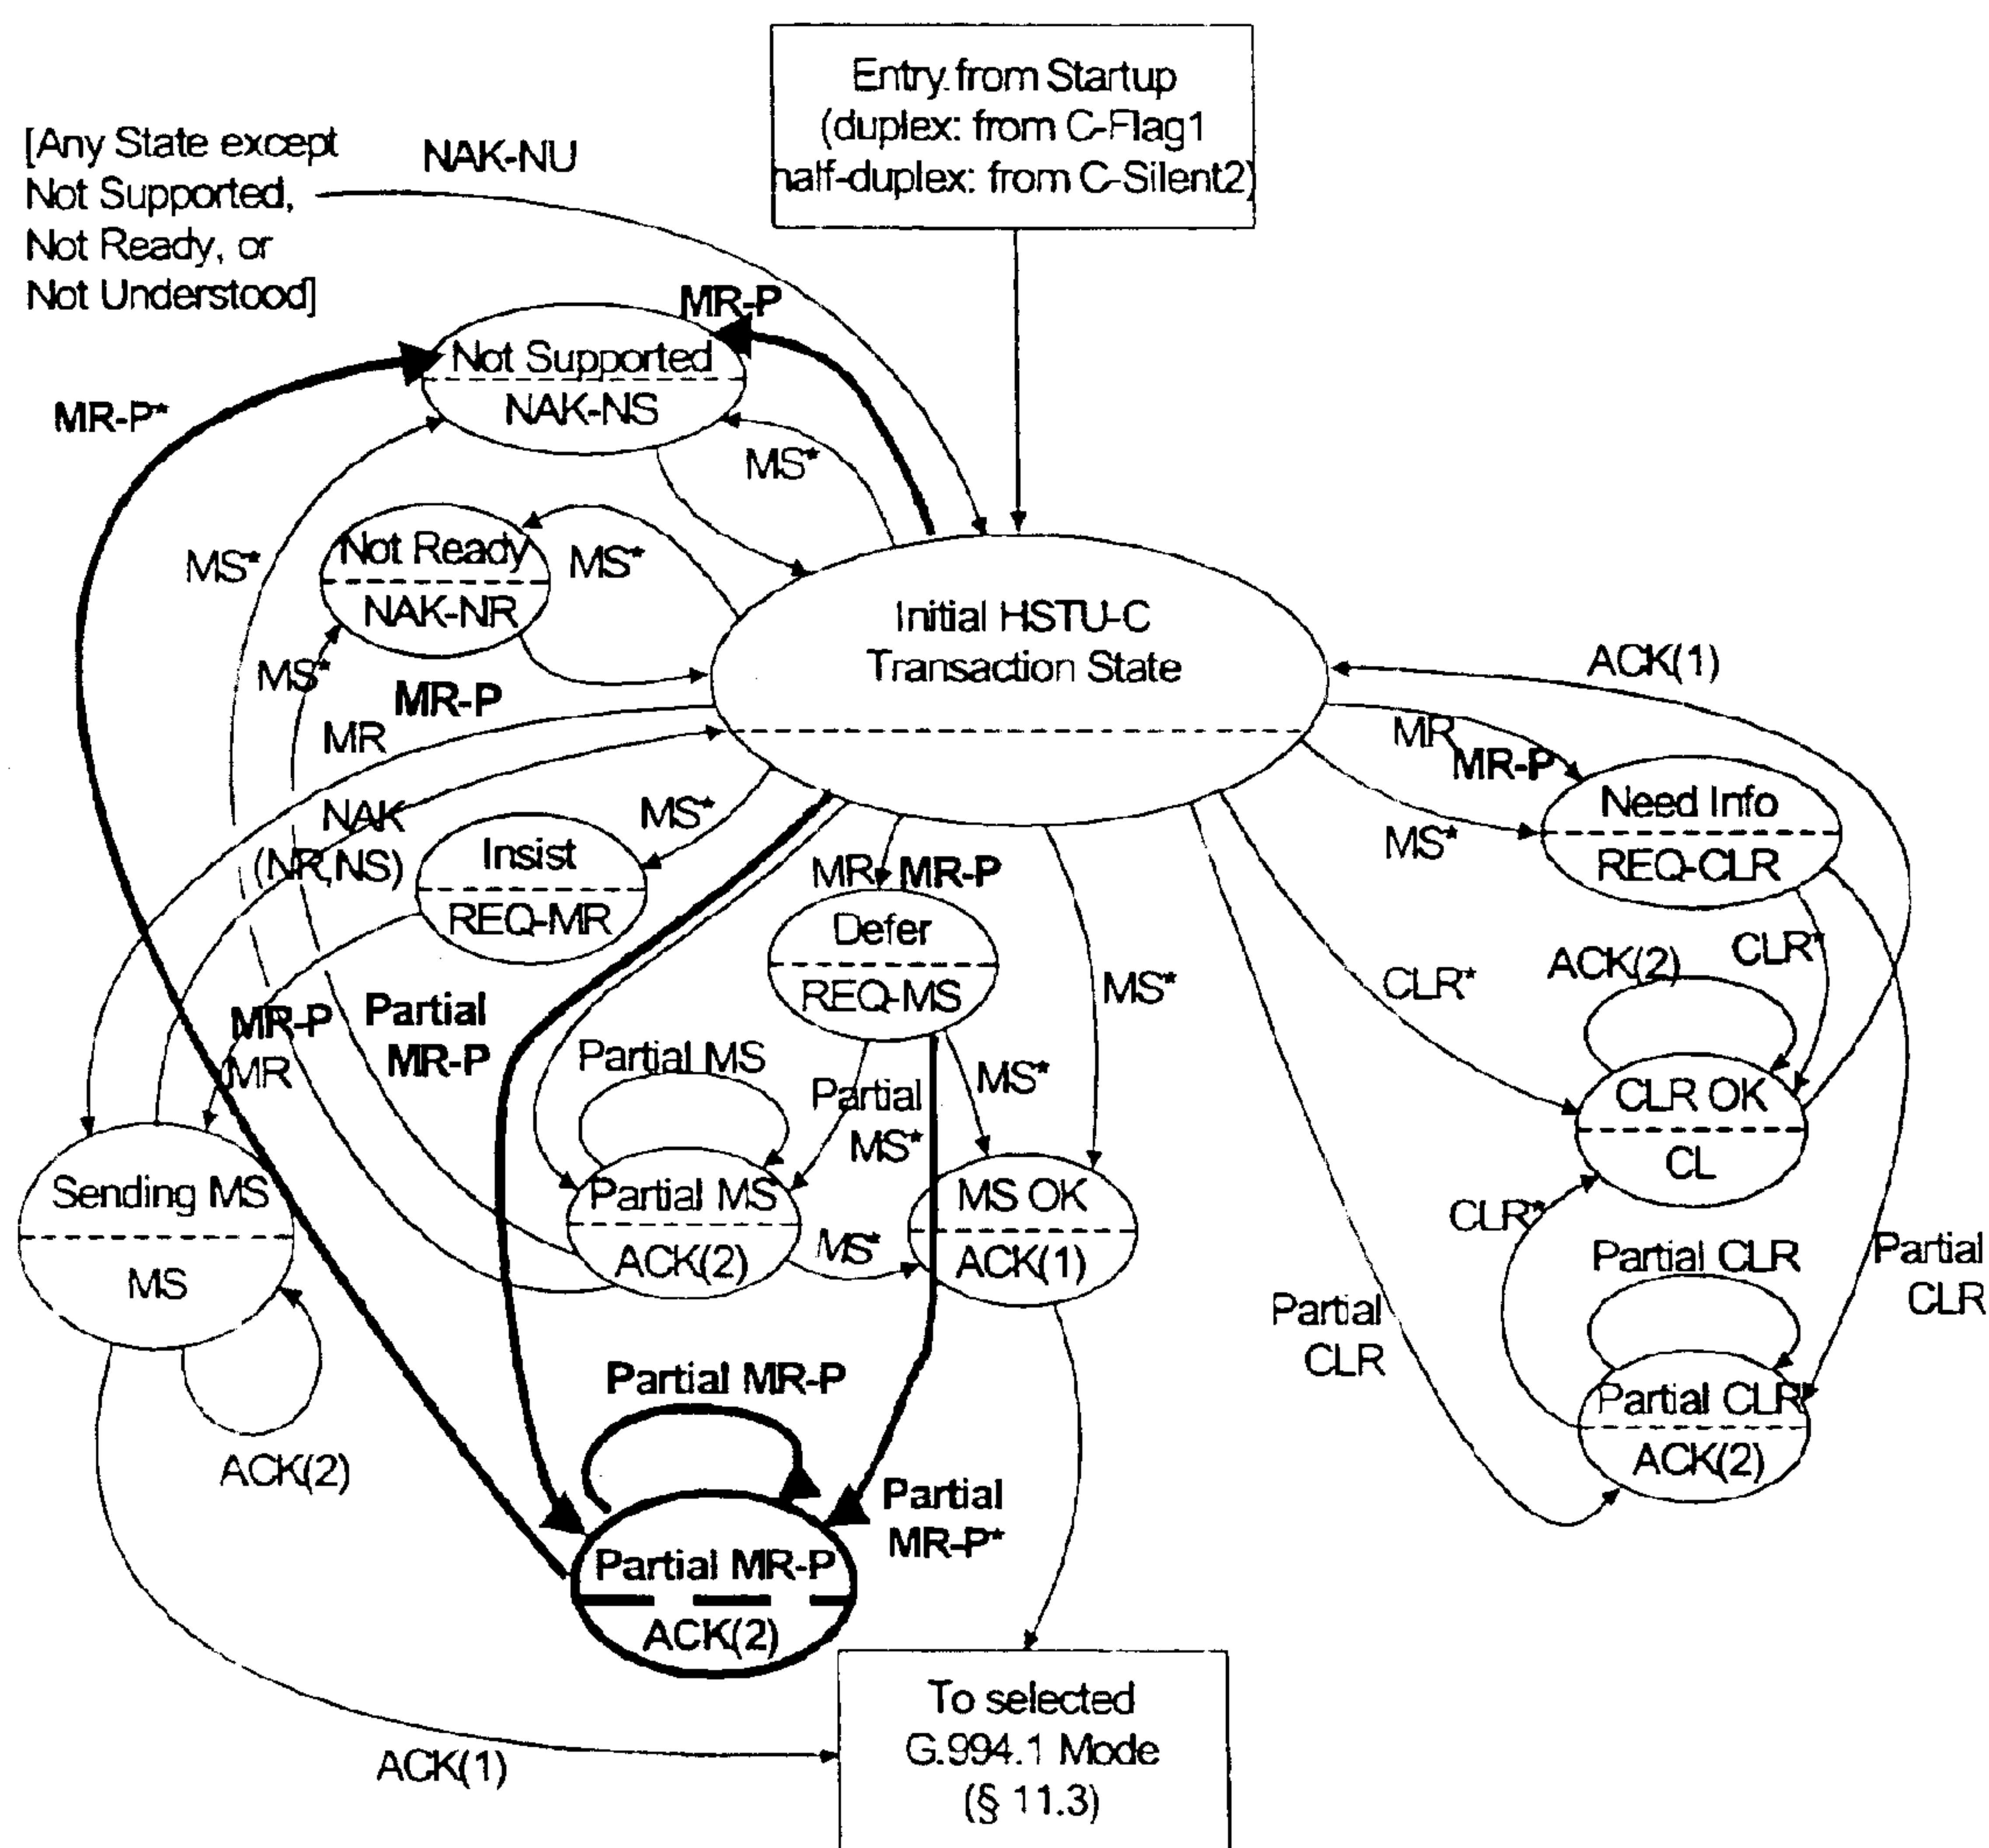 Entry from Startup
(duplex: from C-Flag1
half-duplex: from C-Silent2)
[Any State except
Not Supported,
Not Ready, or
Not Understood]
NAK-NU
MR-P
Not Supported
NAK-NS
MR-P*
MS*
MS*
Not Ready
NAK-NR
MS*
MS*
Initial HSTU-C
Transaction State
ACK(1)
MR-P
MR
MR
MR-P
MS*
Need Info
REQ-CLR
NAK
(NR,NS)
MS*
Insist
REQ-MR
MR
MR-P
Defer
REQ-MS
MS*
CLR*
CLR*
ACK(2)
MR-P
MR
Partial
MR-P
Partial MS
Partial
MS*
MS*
CLR OK
CL
Sending MS
MS
Partial MS
ACK(2)
MS*
MS OK
ACK(1)
CLR*
Partial CLR
Partial
CLR
Partial
CLR
Partial CLR
ACK(2)
ACK(2)
Partial MR-P
Partial
MR-P*
Partial MR-P
ACK(2)
ACK(1)
To selected
G.994.1 Mode
(§ 11.3)